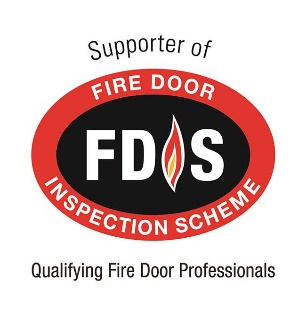 Supporter of
FIRE DOOR
FDIS
INSPECTION SCHEME
Qualifying Fire Door Professionals